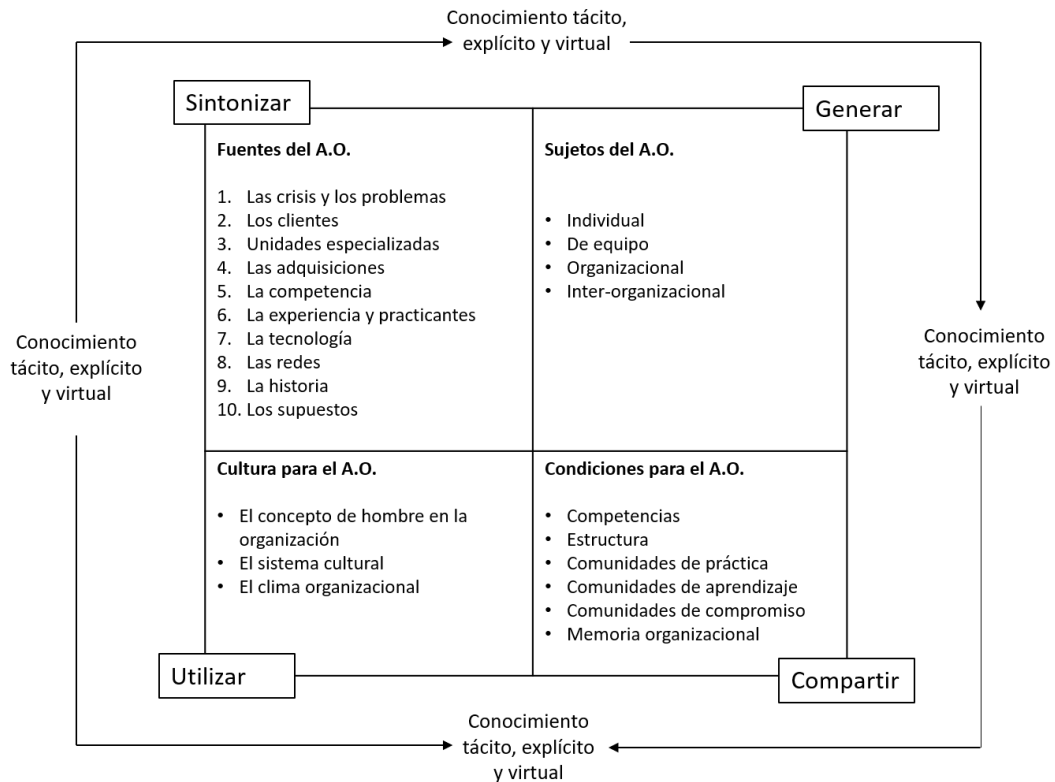 Conocimiento tácito,
explícito y virtual
Sintonizar
Generar
Fuentes del A.O.
1. Las crisis y los problemas
2. Los clientes
3. Unidades especializadas
4. Las adquisiciones
5. La competencia
6. La experiencia y practicantes
7. La tecnología
8. Las redes
9. La historia
10. Los supuestos
Sujetos del A.O.
• Individual
• De equipo
• Organizacional
• Inter-organizacional
Conocimiento
tácito, explícito
y virtual
Conocimiento
tácito, explícito
y virtual
Cultura para el A.O.
• El concepto de hombre en la
organización
• El sistema cultural
• El clima organizacional
Condiciones para el A.O.
• Competencias
• Estructura
• Comunidades de práctica
• Comunidades de aprendizaje
• Comunidades de compromiso
• Memoria organizacional
Utilizar
Compartir
Conocimiento
tácito, explícito
y virtual